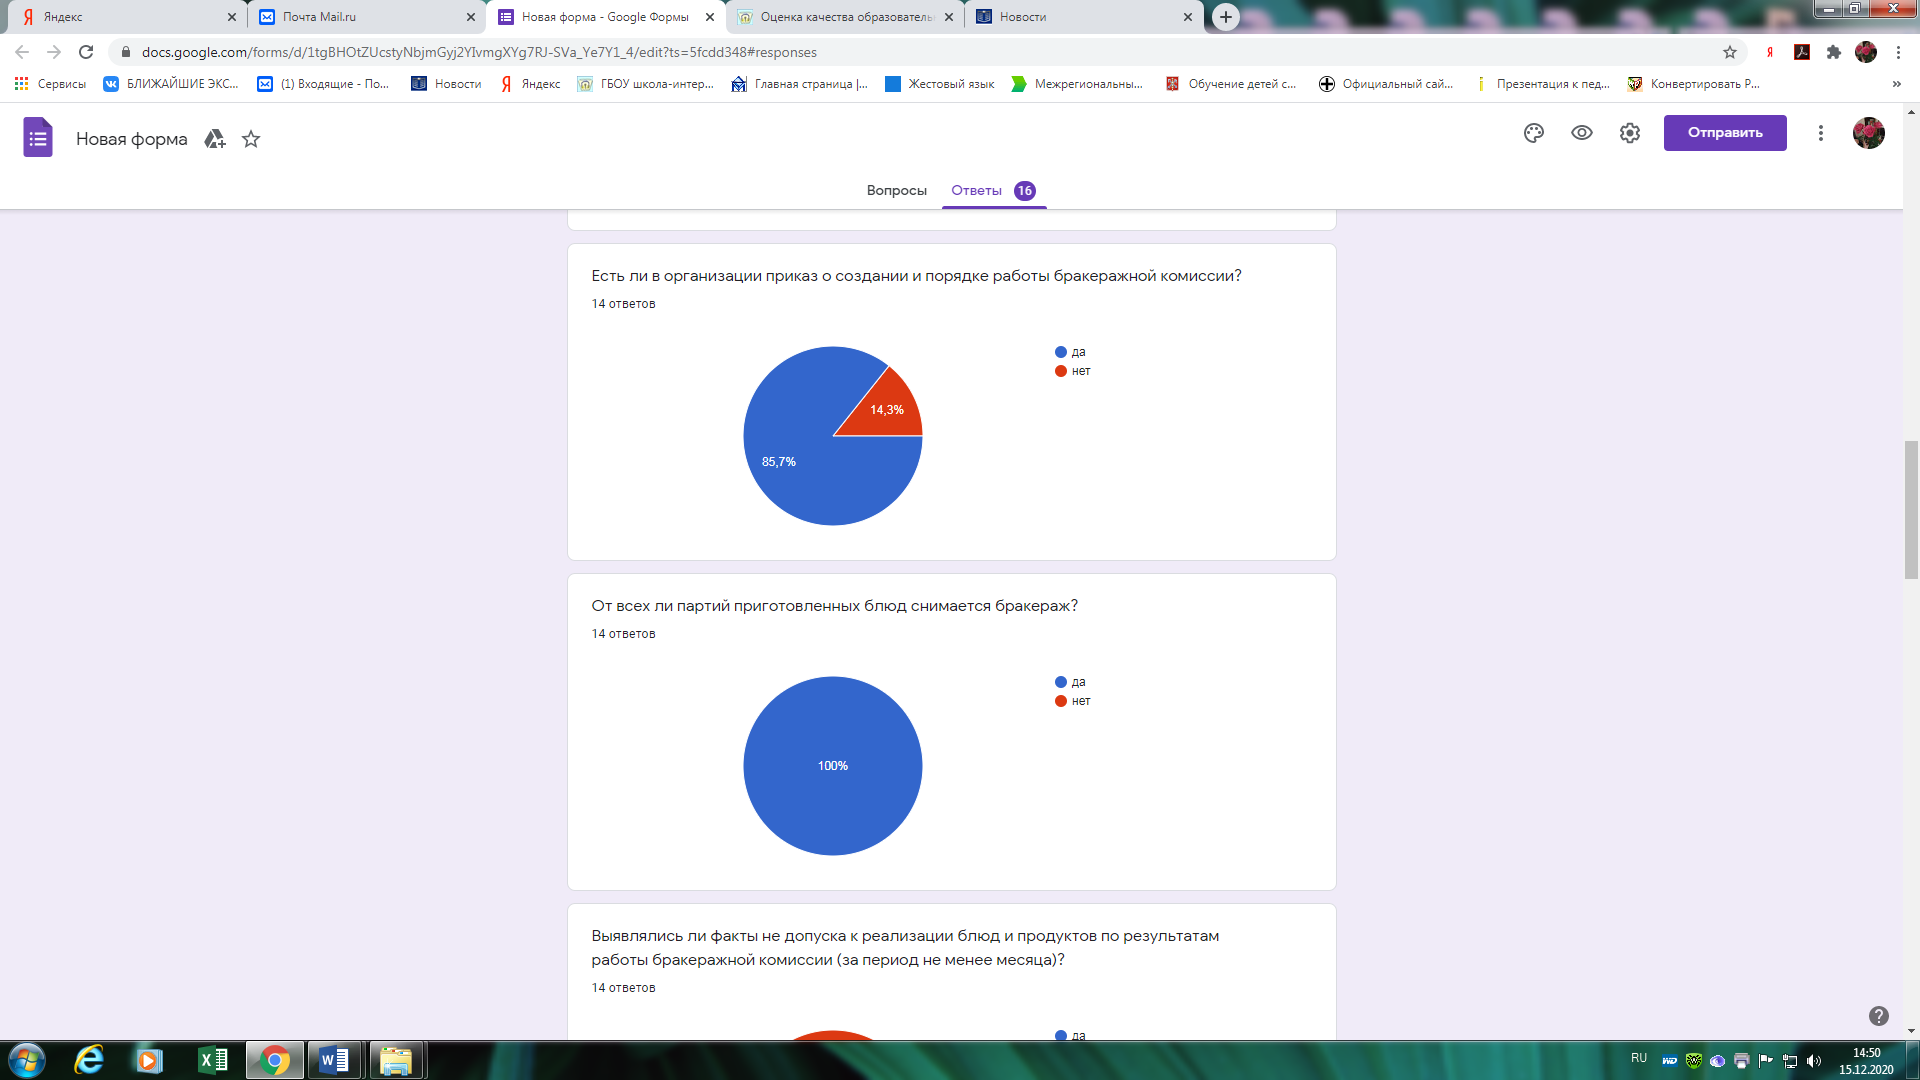 Яндекс
Почта Mail.ru
Новая форма - Google Формы
Оценка качества образователь
Новости
docs.google.com/forms/d/1tgBHOtZUcstyNbjmGyj2YIvmgXYg7RJ-SVa_Ye7Y1_4/edit?ts=5fcdd348#responses
Сервисы
БЛИЖАЙШИЕ ЭКС...
(1) Входящие - По...
Новости
Яндекс
ГБОУ школа-интер...
Главная страница |...
Жестовый язык
Межрегиональны...
Обучение детей с...
Официальный сай...
Презентация к пед...
Конвертировать Р...
Новая форма
Отправить
Вопросы
Ответы 16
Есть ли в организации приказ о создании и порядке работы бракеражной комиссии?
14 ответов
да
нет
14,3%
85,7%
От всех ли партий приготовленных блюд снимается бракераж?
14 ответов
да
нет
100%
Выявлялись ли факты не допуска к реализации блюд и продуктов по результатам
работы бракеражной комиссии (за период не менее месяца)?
14 ответов
да
RU
14:50
15.12.2020